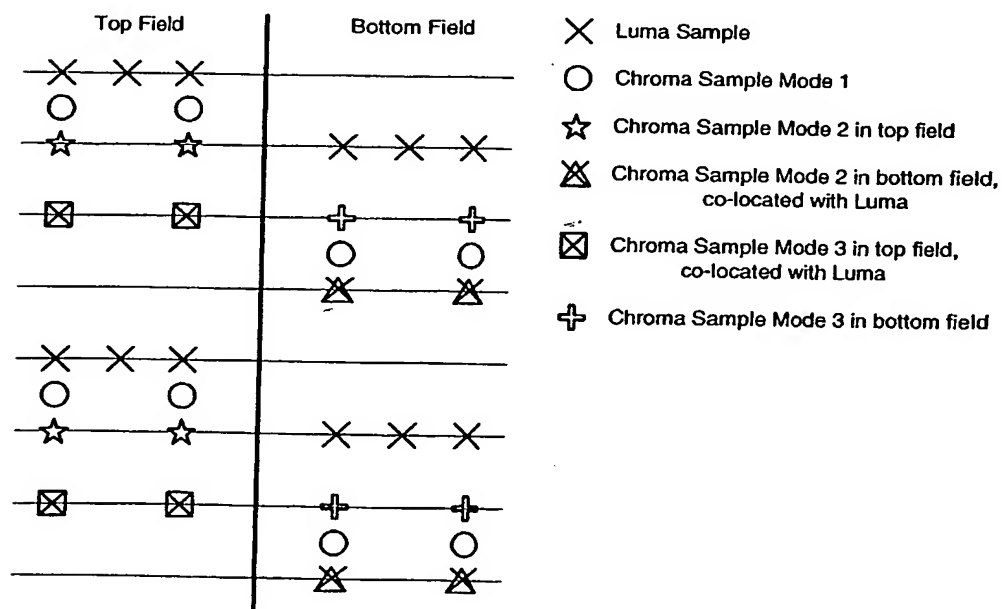 Top Field
Bottom Field
Luma Sample
Chroma Sample Mode 1
Chroma Sample Mode 2 in top field
Chroma Sample Mode 2 in bottom field,
co-located with Luma
Chroma Sample Mode 3 in top field,
co-located with Luma
Chroma Sample Mode 3 in bottom field